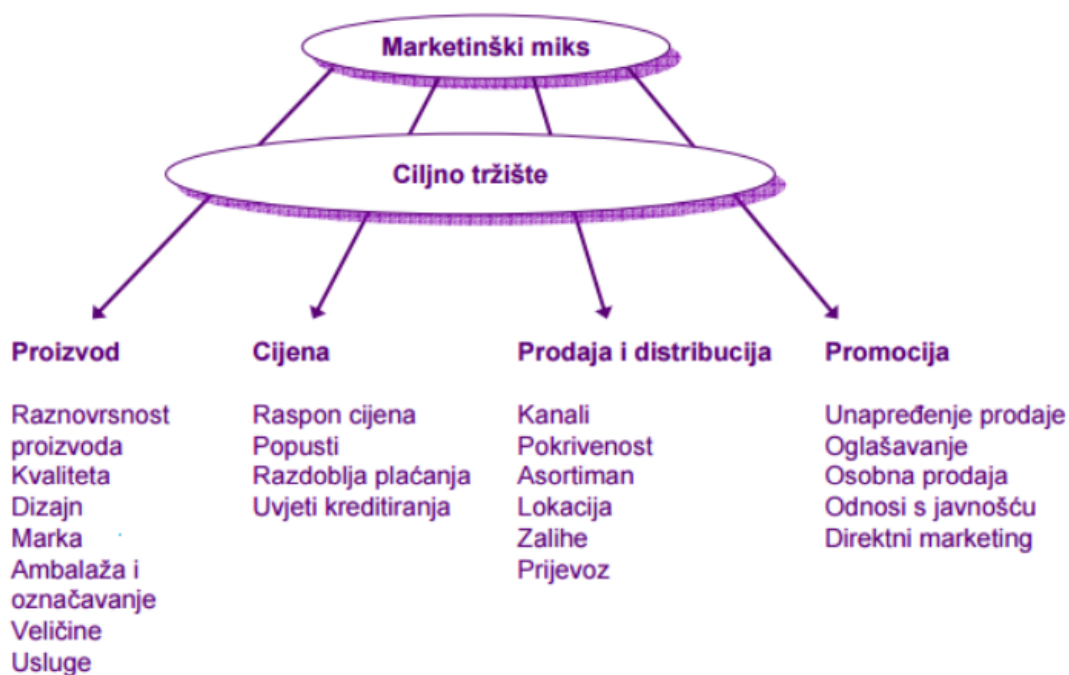 Marketinški miks
Ciljno tržište
Proizvod
Raznovrsnost
proizvoda
Kvaliteta
Dizajn
Marka
Ambalaža i
označavanje
Veličine
Usluge
Cijena
Raspon cijena
Popusti
Razdoblja plaćanja
Uvjeti kreditiranja
Prodaja i distribucija
Kanali
Pokrivenost
Asortiman
Lokacija
Zalihe
Prijevoz
Promocija
Unapređenje prodaje
Oglašavanje
Osobna prodaja
Odnosi s javnošću
Direktni marketing